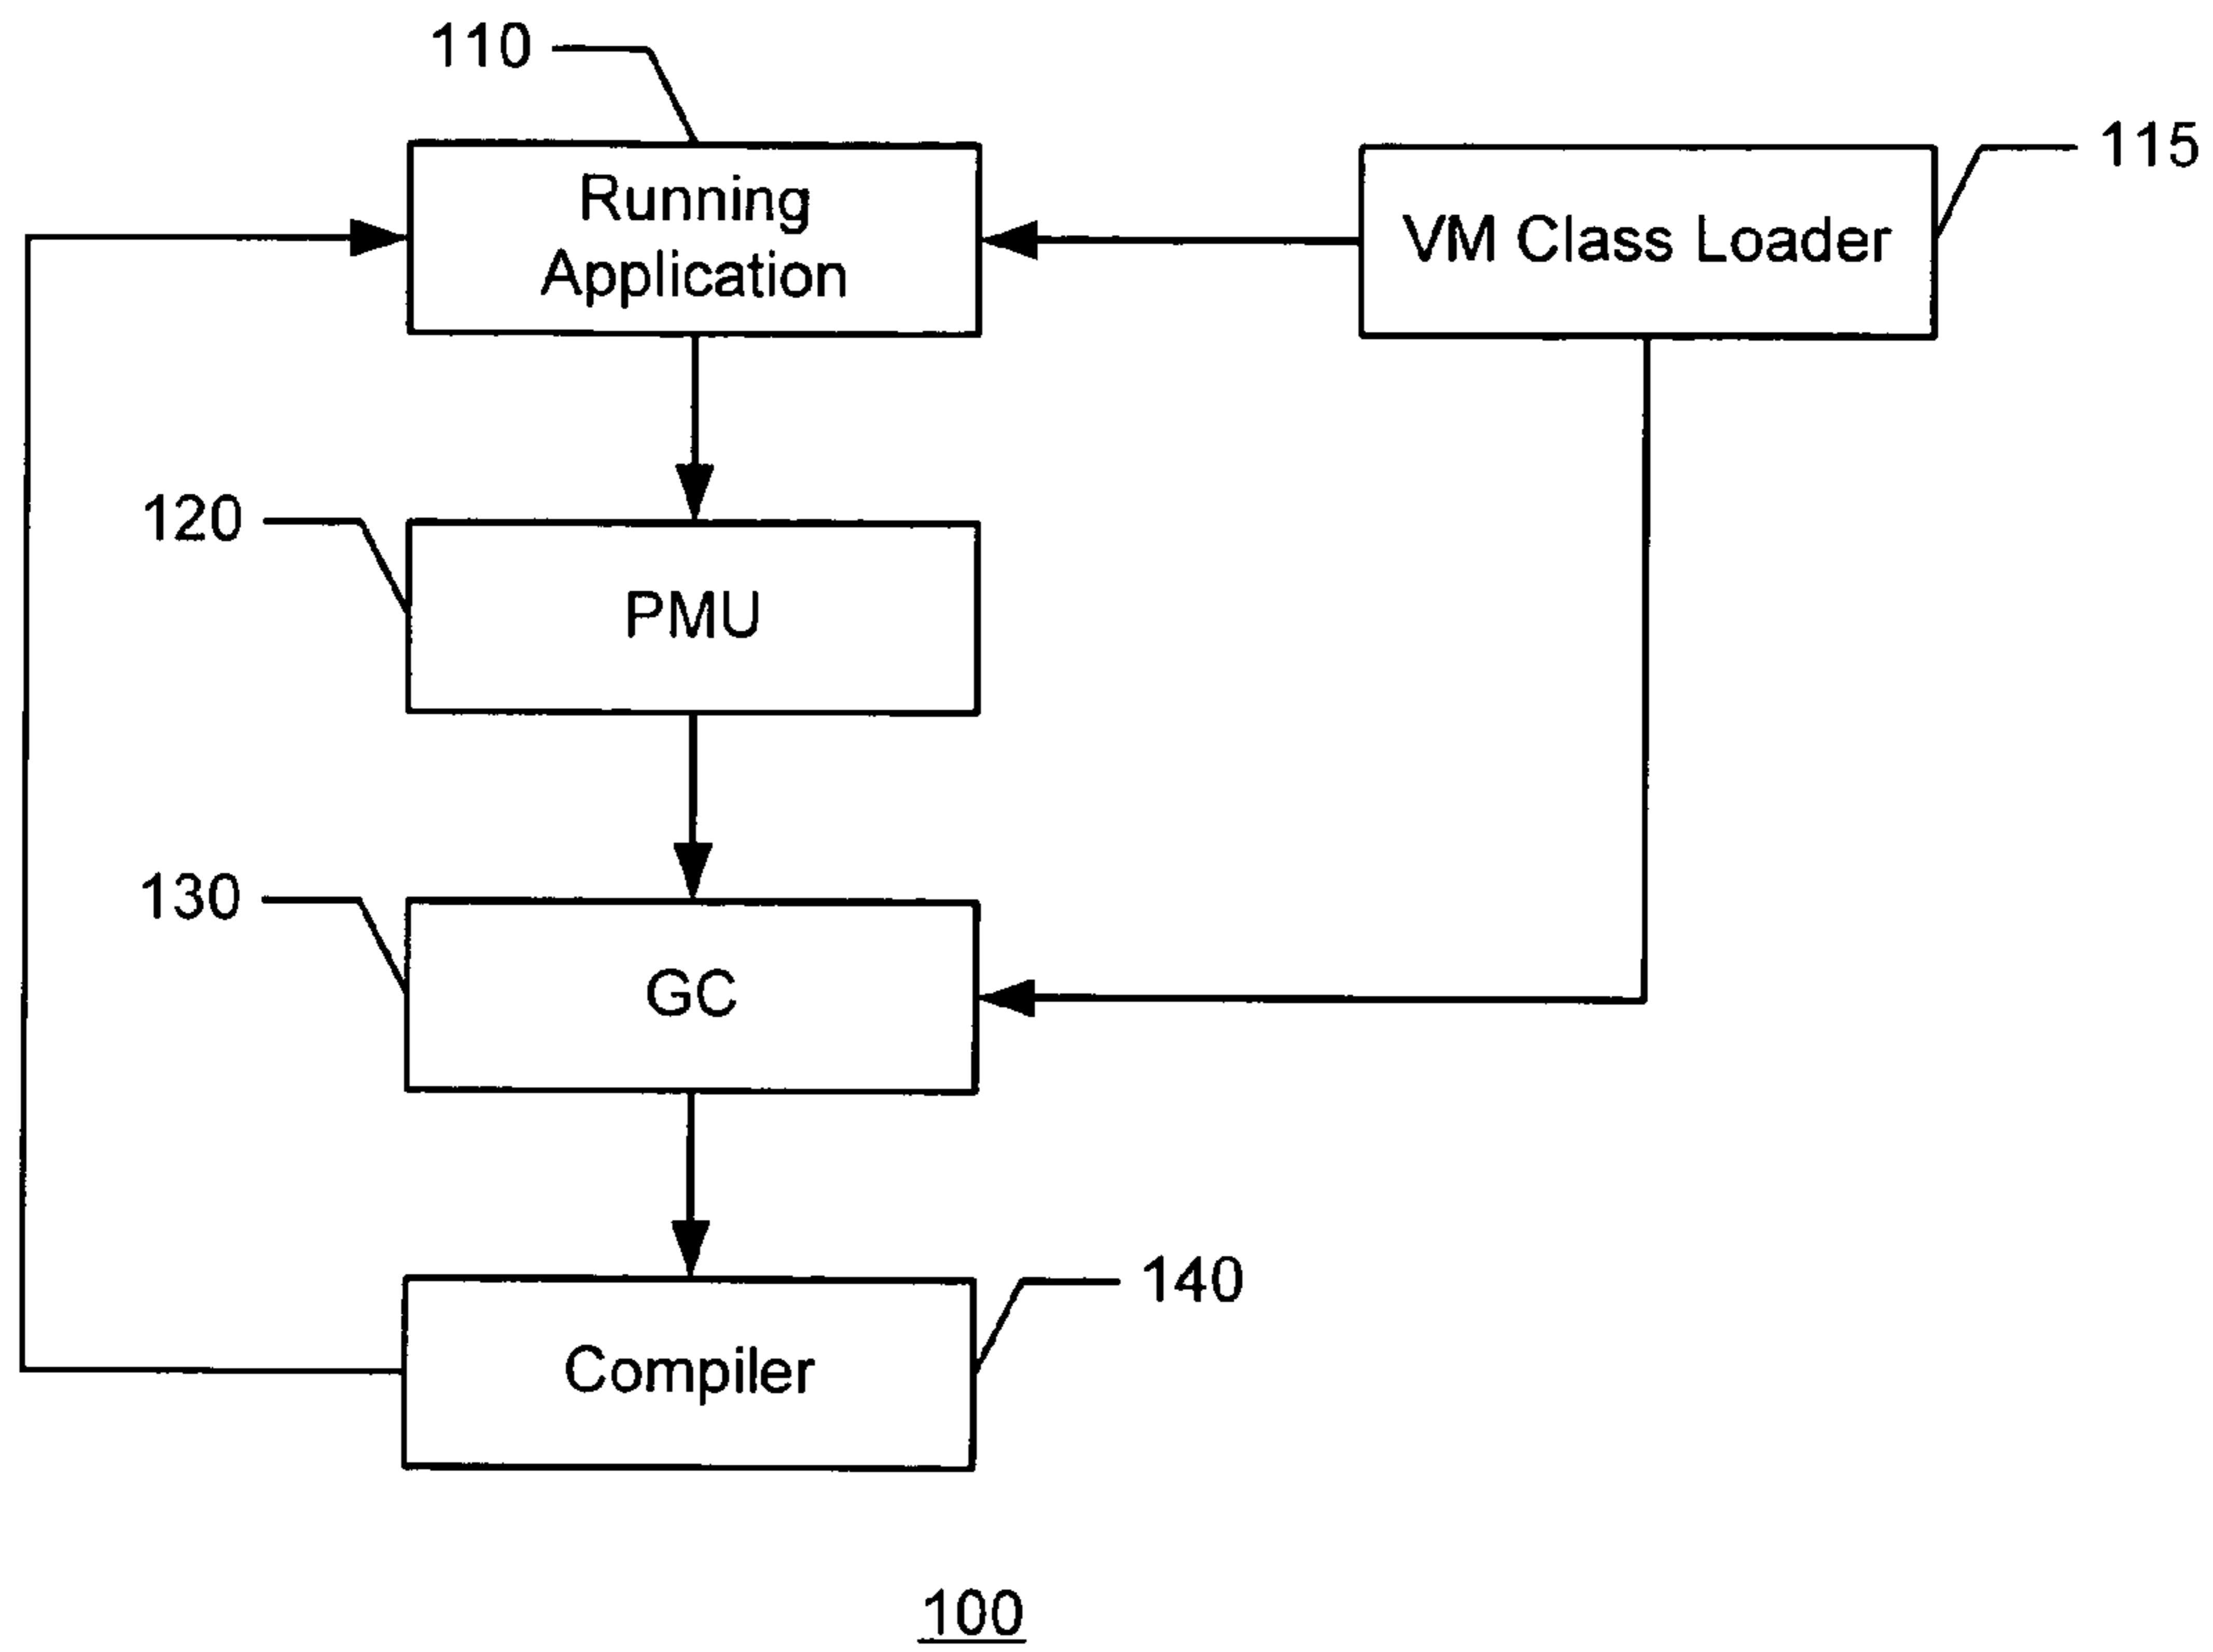 110
115
Running
Application
VM Class Loader
120
PMU
130
GC
140
Compiler
100